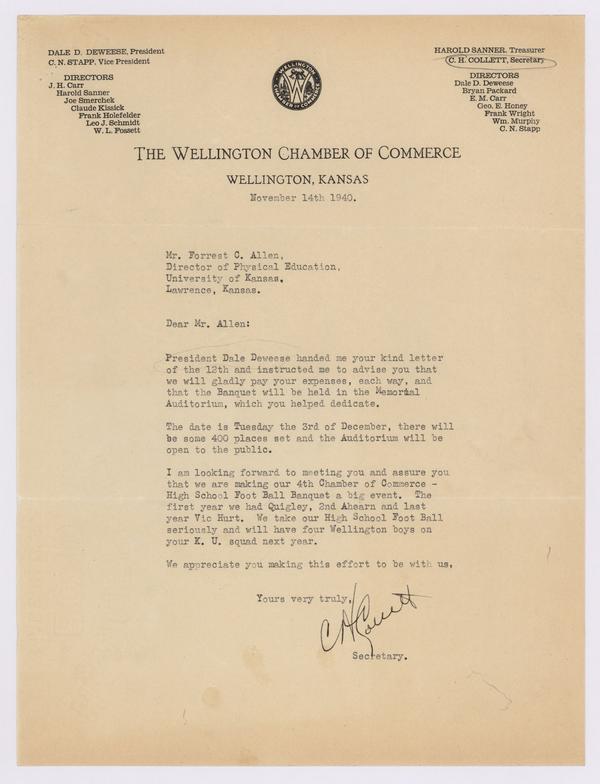 DALE D. DEWEESE, President
C. N. STAPP, Vice President
DIRECTORS
J. H. Carr
Harold Sanner
Joe Smerchek
Claude Kissick
Frank Holefelder
Leo J. Schmidt
W. L. Fossett
WELLINGTON
W
CHAMBER OF COMMERCE
HAROLD SANNER, Treasurer
C. H. COLLETT, Secretary
DIRECTORS
Dale D. Deweese
Bryan Packard
E. M. Carr
Geo. E. Honey
Frank Wright
Wm. Murphy
C. N. Stapp
THE WELLINGTON CHAMBER OF COMMERCE
WELLINGTON, KANSAS
November 14th 1940.
Mr. Forrest C. Allen,
Director of Physical Education,
University of Kansas,
Lawrence, Kansas.
Dear Mr. Allen:
President Dale Deweese handed me your kind letter
of the 12th and instructed me to advise you that
we will gladly pay your expenses, each way, and
that the Banquet will be held in the Memorial
Auditorium, which you helped dedicate.
The date is Tuesday the 3rd of December, there will
be some 400 places set and the Auditorium will be
open to the public.
I am looking forward to meeting you and assure you
that we are making our 4th Chamber of Commerce -
High School Foot Ball Banquet a big event. The
first year we had Quigley, 2nd Ahearn and last
year Vic Hurt. We take our High School Foot Ball
seriously and will have four Wellington boys on
your K. U. squad next year.
We appreciate you making this effort to be with us,
Yours very truly,
C H Collett
Secretary.